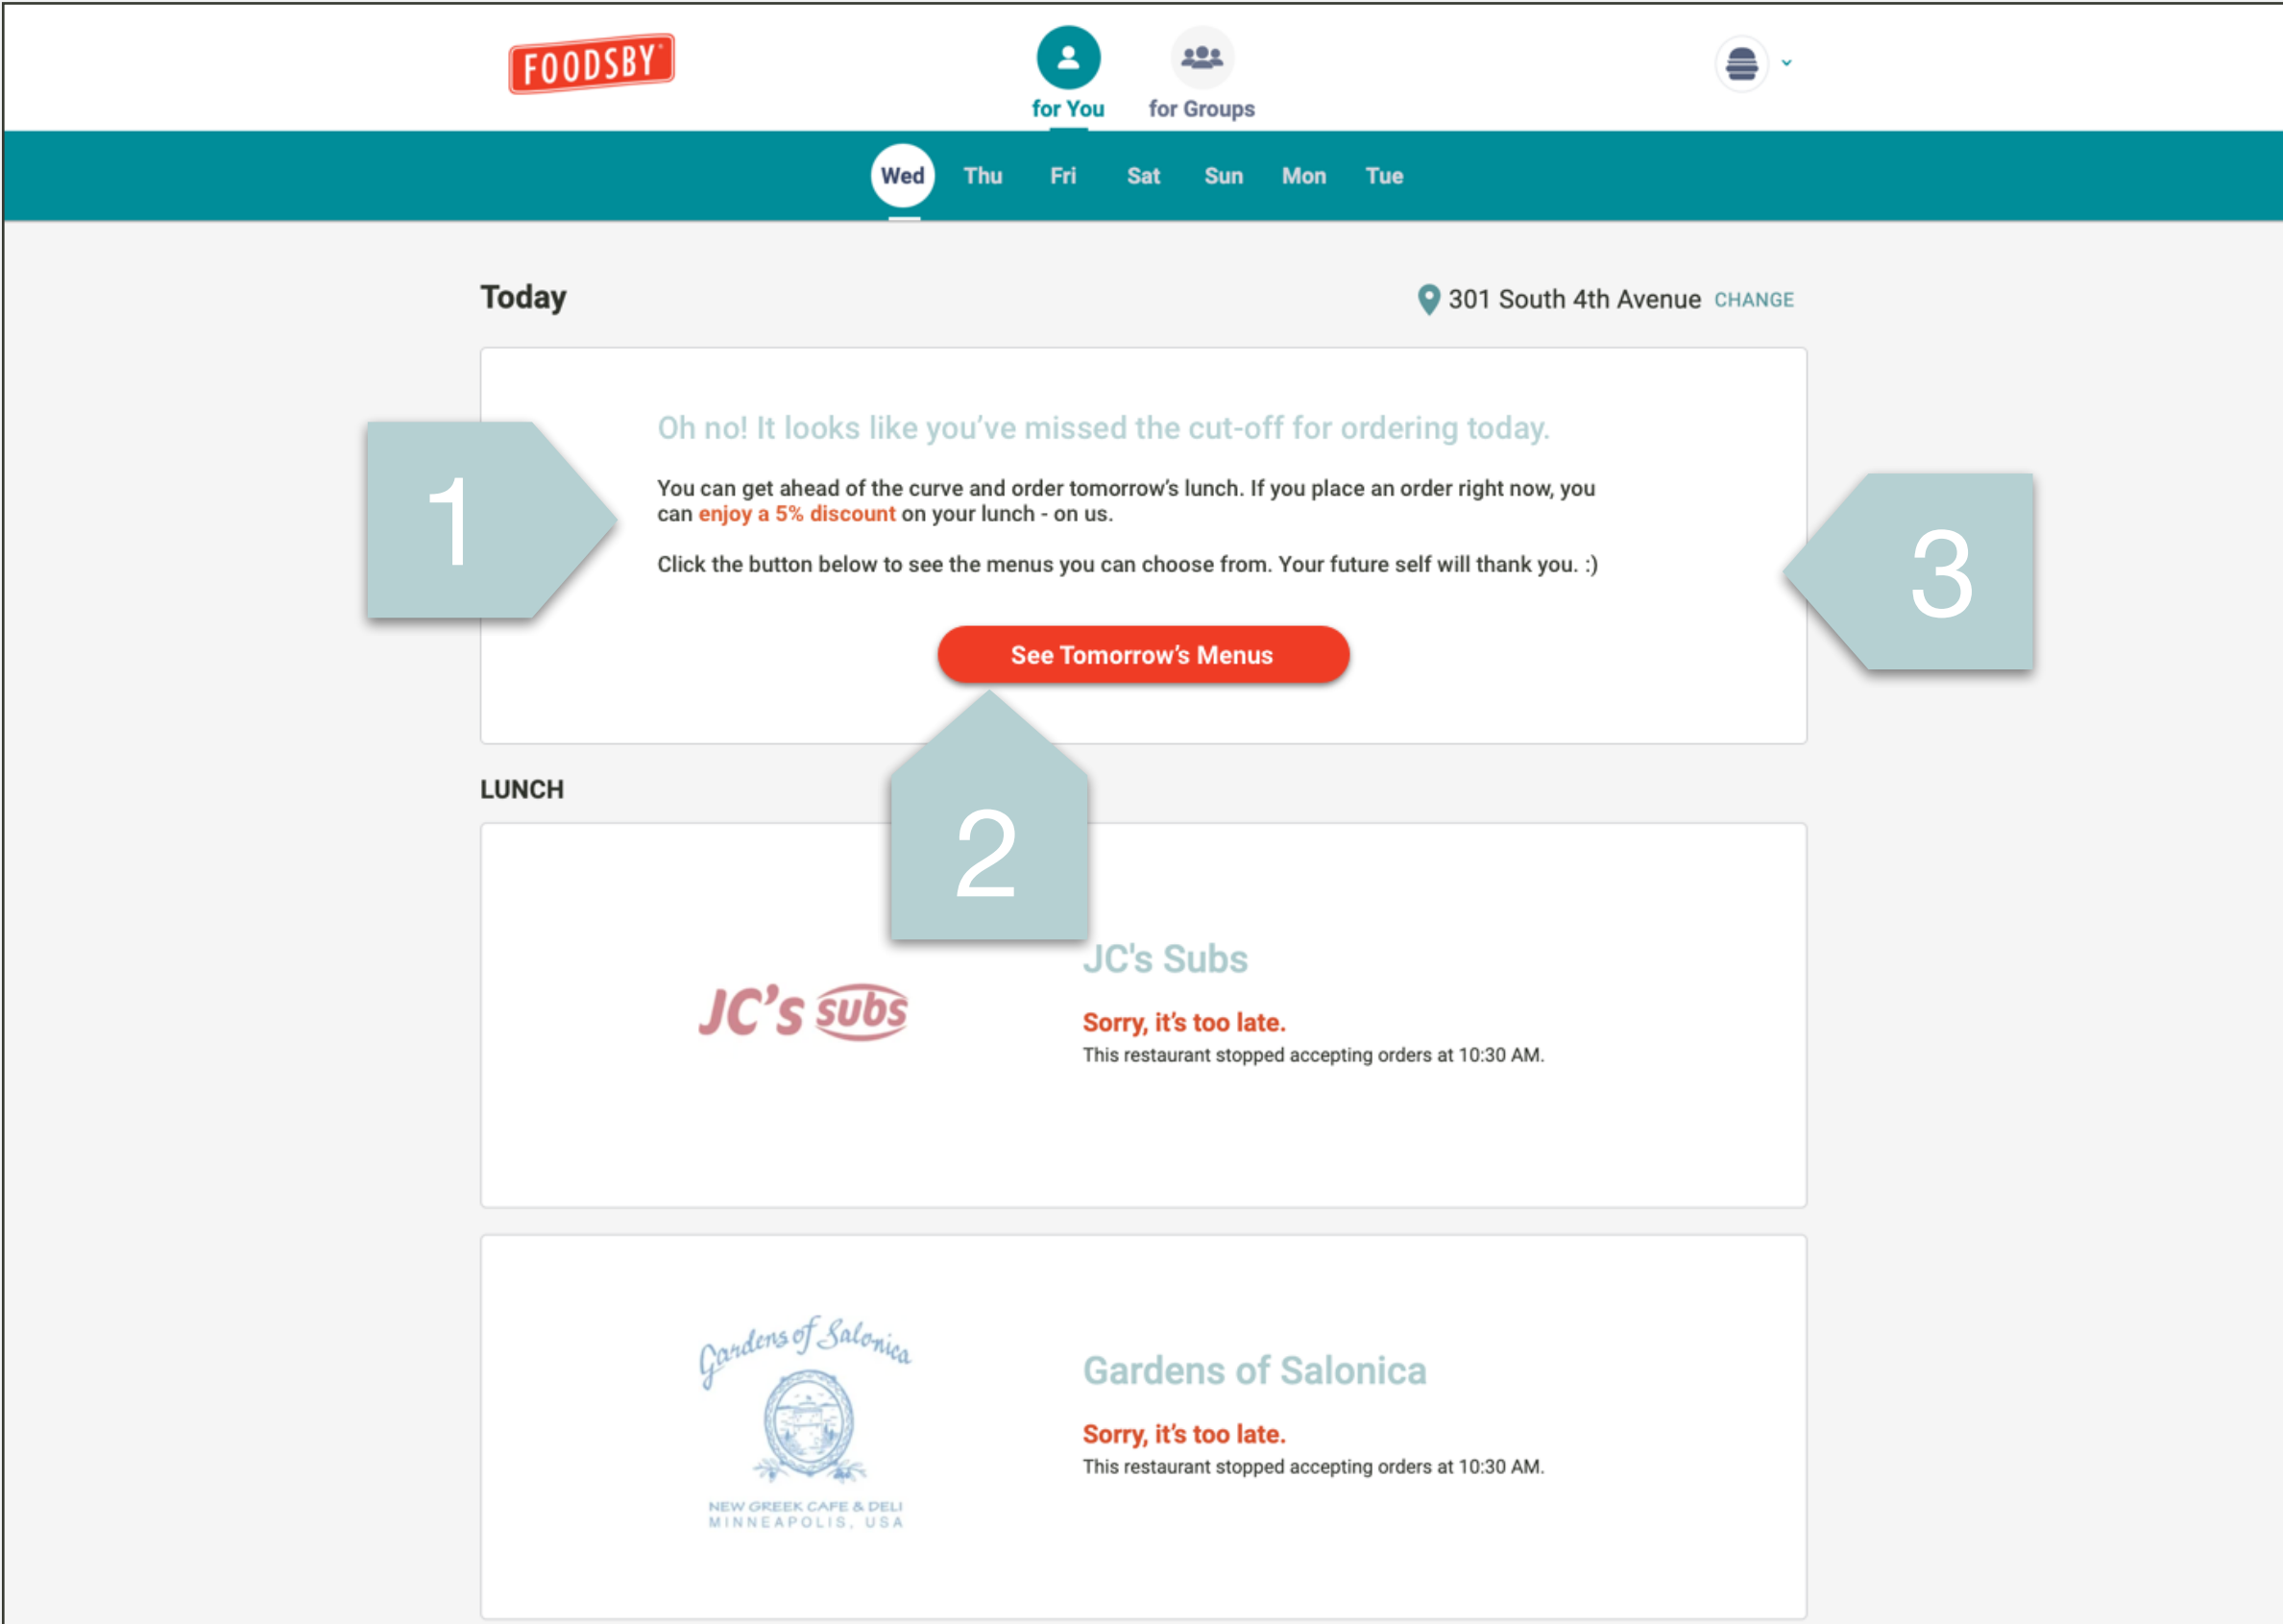 FOODSBY
for You
for Groups
Wed Thu Fri Sat Sun Mon Tue
Today
301 South 4th Avenue CHANGE
Oh no! It looks like you've missed the cut-off for ordering today.
1
You can get ahead of the curve and order tomorrow's lunch. If you place an order right now, you
can enjoy a 5% discount on your lunch - on us.
Click the button below to see the menus you can choose from. Your future self will thank you. :)
3
See Tomorrow's Menus
2
LUNCH
JC's subs
JC's Subs
Sorry, it's too late.
This restaurant stopped accepting orders at 10:30 AM.
Gardens of Salonica
NEW GREEK CAFE & DELI
MINNEAPOLIS, USA
Gardens of Salonica
Sorry, it's too late.
This restaurant stopped accepting orders at 10:30 AM.